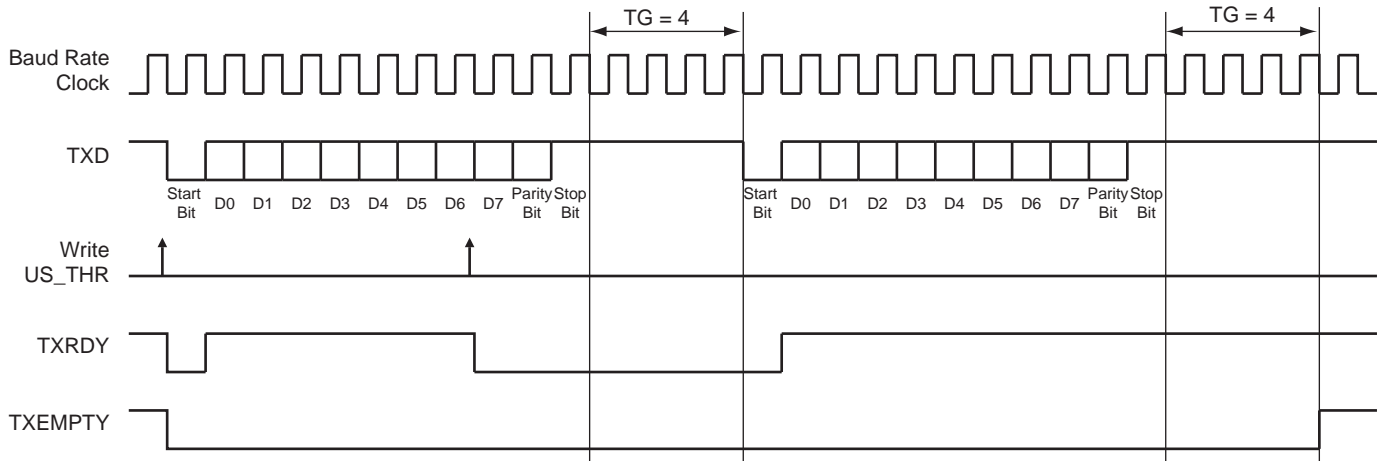 TG = 4
TG = 4
Baud Rate
Clock
TXD
Start
Bit
D0
D1
D2
D3
D4
D5
D6
D7
Parity
Bit
Stop
Bit
Start
Bit
D0
D1
D2
D3
D4
D5
D6
D7
Parity
Bit
Stop
Bit
Write
US_THR
TXRDY
TXEMPTY